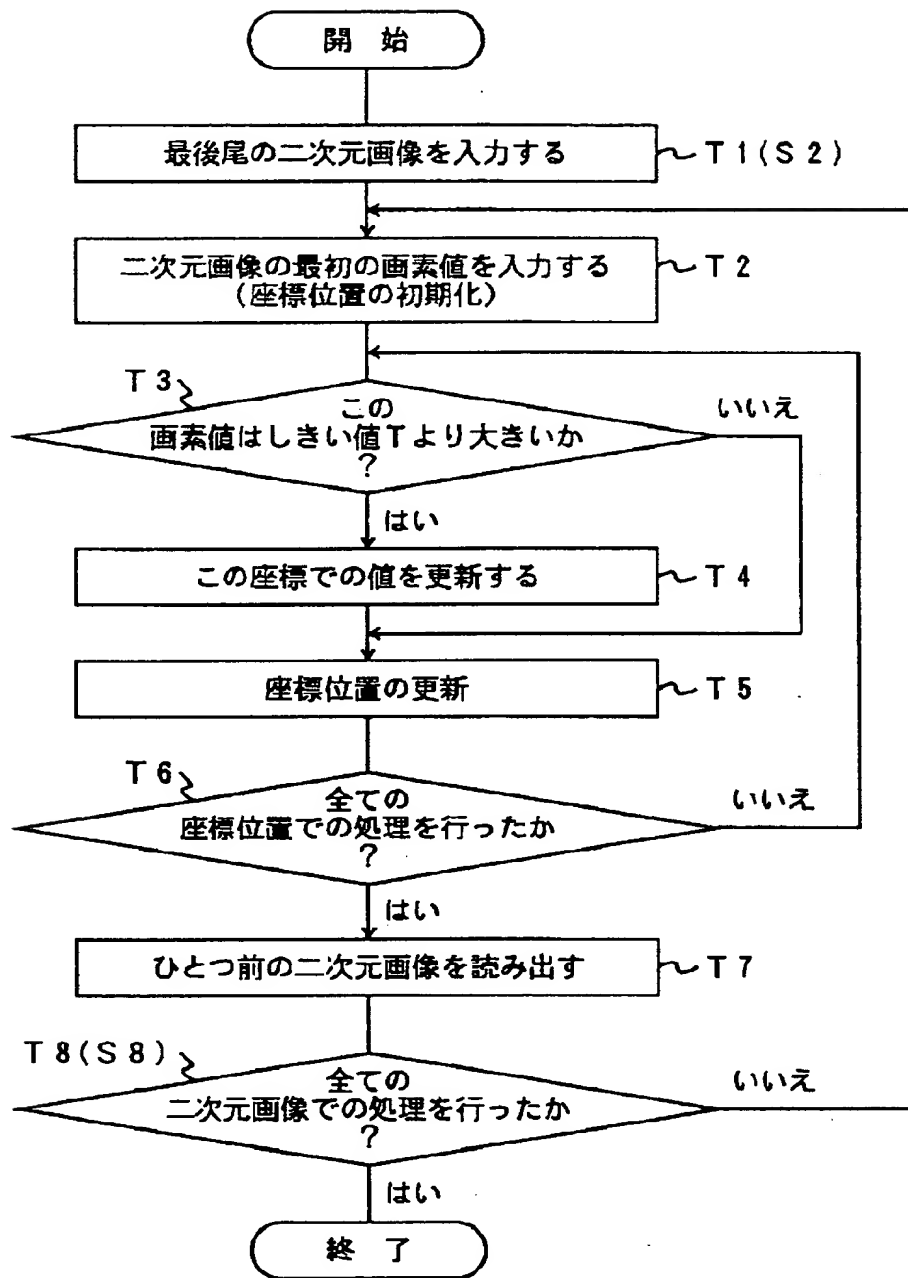 開 始
最後尾の二次元画像を入力する
T1(S2)
二次元画像の最初の画素値を入力する
(座標位置の初期化)
T2
T3
この
画素値はしきい値Tより大きいか
?
いいえ
はい
この座標での値を更新する
T4
座標位置の更新
T5
T6
全ての
座標位置での処理を行ったか
?
いいえ
はい
ひとつ前の二次元画像を読み出す
T7
T8(S8)
全ての
二次元画像での処理を行ったか
?
いいえ
はい
終 了